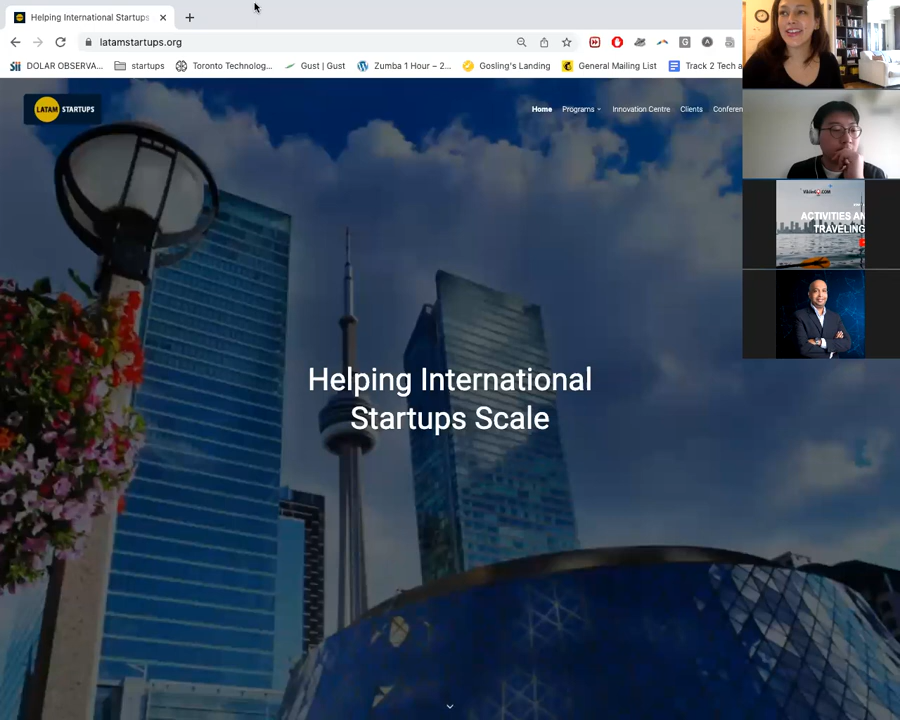 Helping International Startups
latamstartups.org
DOLAR OBSERVA...
startups
Toronto Technolog...
Gust | Gust
Zumba 1 Hour – 2...
Gosling's Landing
General Mailing List
Track 2 Tech a
LATAM STARTUPS
Home
Programs
Innovation Centre
Clients
Conferen
ACTIVITIES AN
TRAVELING
Helping International
Startups Scale